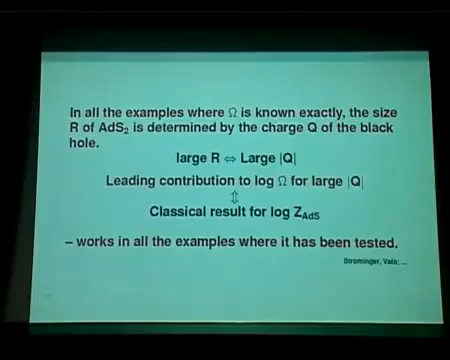 In all the examples where Ω is known exactly, the size
R of AdS₂ is determined by the charge Q of the black
hole.
large R ⇔ Large |Q|
Leading contribution to log Ω for large |Q|
⇕
Classical result for log Z_AdS
– works in all the examples where it has been tested.
Strominger, Vafa; ...